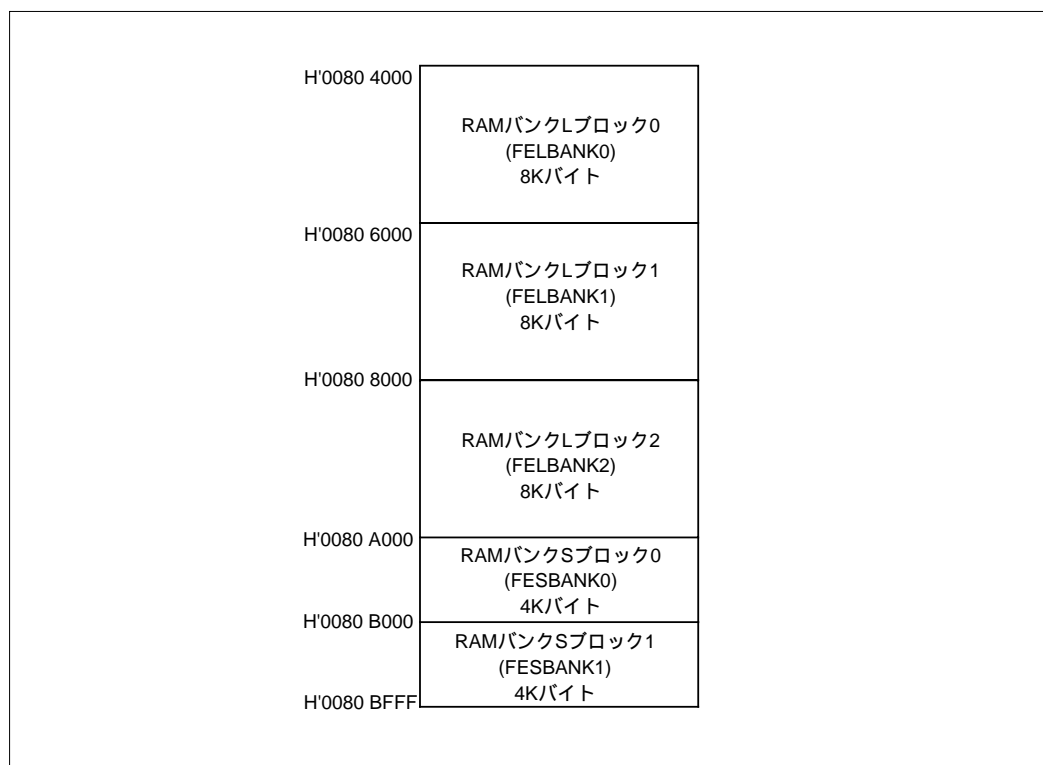 H'0080 4000
RAMバンクLブロック0
(FELBANK0)
8Kバイト
H'0080 6000
RAMバンクLブロック1
(FELBANK1)
8Kバイト
H'0080 8000
RAMバンクLブロック2
(FELBANK2)
8Kバイト
H'0080 A000
RAMバンクSブロック0
(FESBANK0)
4Kバイト
H'0080 B000
RAMバンクSブロック1
(FESBANK1)
4Kバイト
H'0080 BFFF